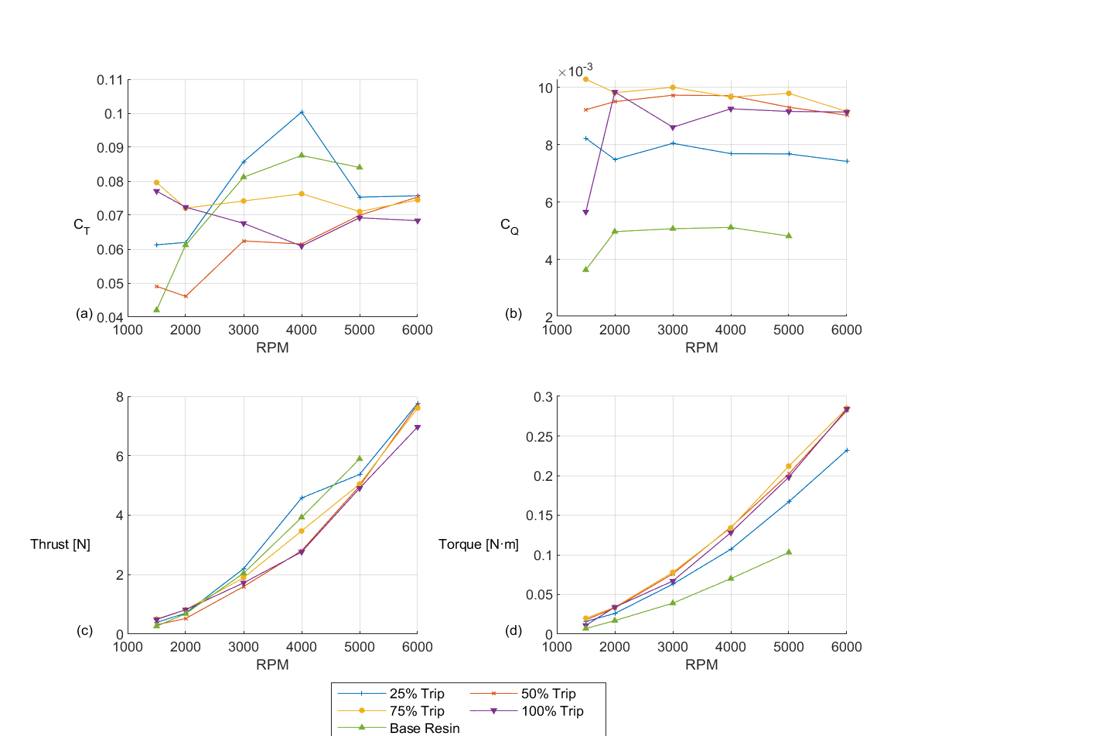 0.11
0.1
0.09
0.08
0.07
0.06
0.05
0.04
C_T
(a)
1000 2000 3000 4000 5000 6000
RPM
×10^-3
10
8
6
4
2
C_Q
(b)
1000 2000 3000 4000 5000 6000
RPM
8
6
4
2
0
Thrust [N]
(c)
1000 2000 3000 4000 5000 6000
RPM
0.3
0.25
0.2
0.15
0.1
0.05
0
Torque [N·m]
(d)
1000 2000 3000 4000 5000 6000
RPM
25% Trip 50% Trip
75% Trip 100% Trip
Base Resin